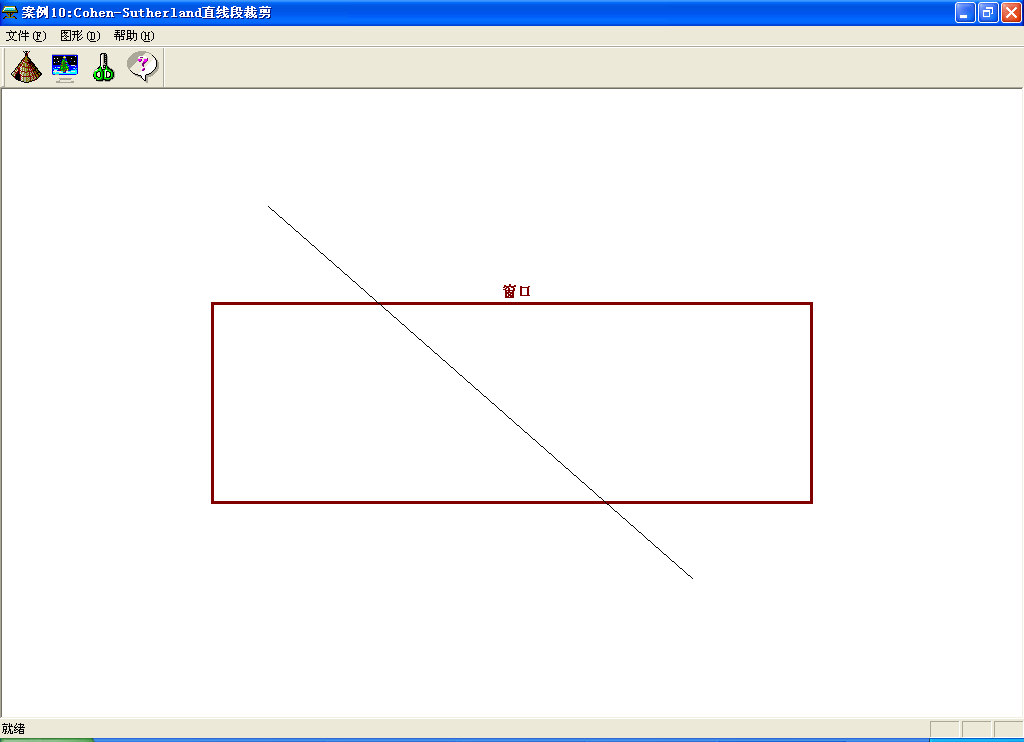 案例10:Cohen-Sutherland直线段裁剪
文件(F) 图形(D) 帮助(H)
?
窗口
就绪